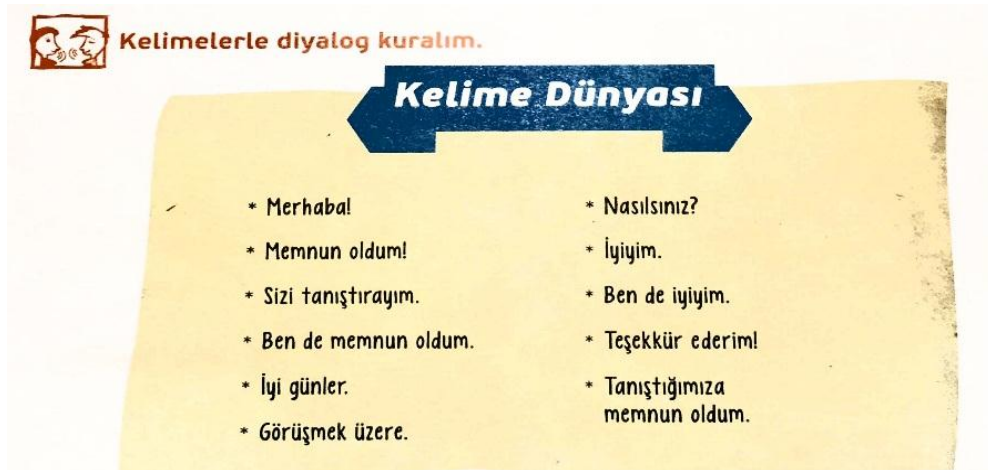 Kelimelerle diyalog kuralım.
Kelime Dünyası
* Merhaba!
* Memnun oldum!
* Sizi tanıştırayım.
* Ben de memnun oldum.
* İyi günler.
* Görüşmek üzere.
* Nasılsınız?
* İyiyim.
* Ben de iyiyim.
* Teşekkür ederim!
* Tanıştığımıza
memnun oldum.